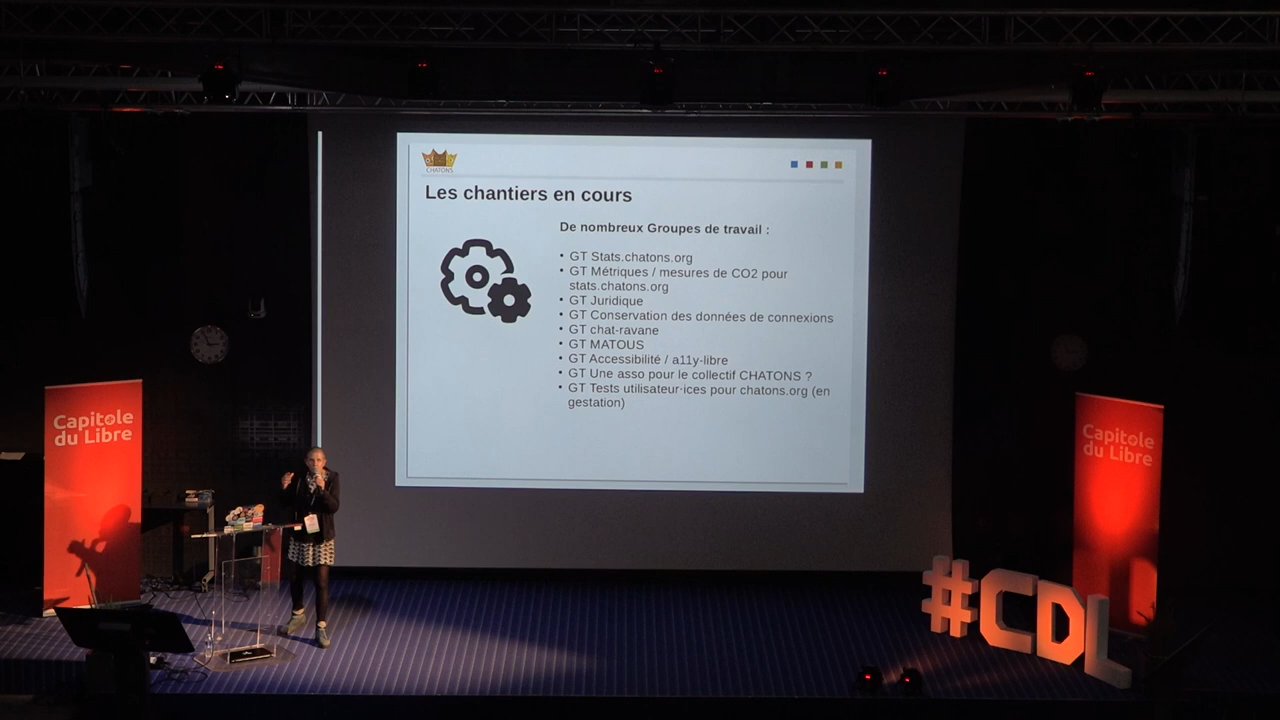 CHATONS
Les chantiers en cours
De nombreux Groupes de travail :
• GT Stats.chatons.org
• GT Métriques / mesures de CO2 pour
stats.chatons.org
• GT Juridique
• GT Conservation des données de connexions
• GT chat-ravane
• GT MATOUS
• GT Accessibilité / a11y-libre
• GT Une asso pour le collectif CHATONS ?
• GT Tests utilisateur·ices pour chatons.org (en
gestation)
Capitole
du Libre
Capitole
du Libre
#CDL